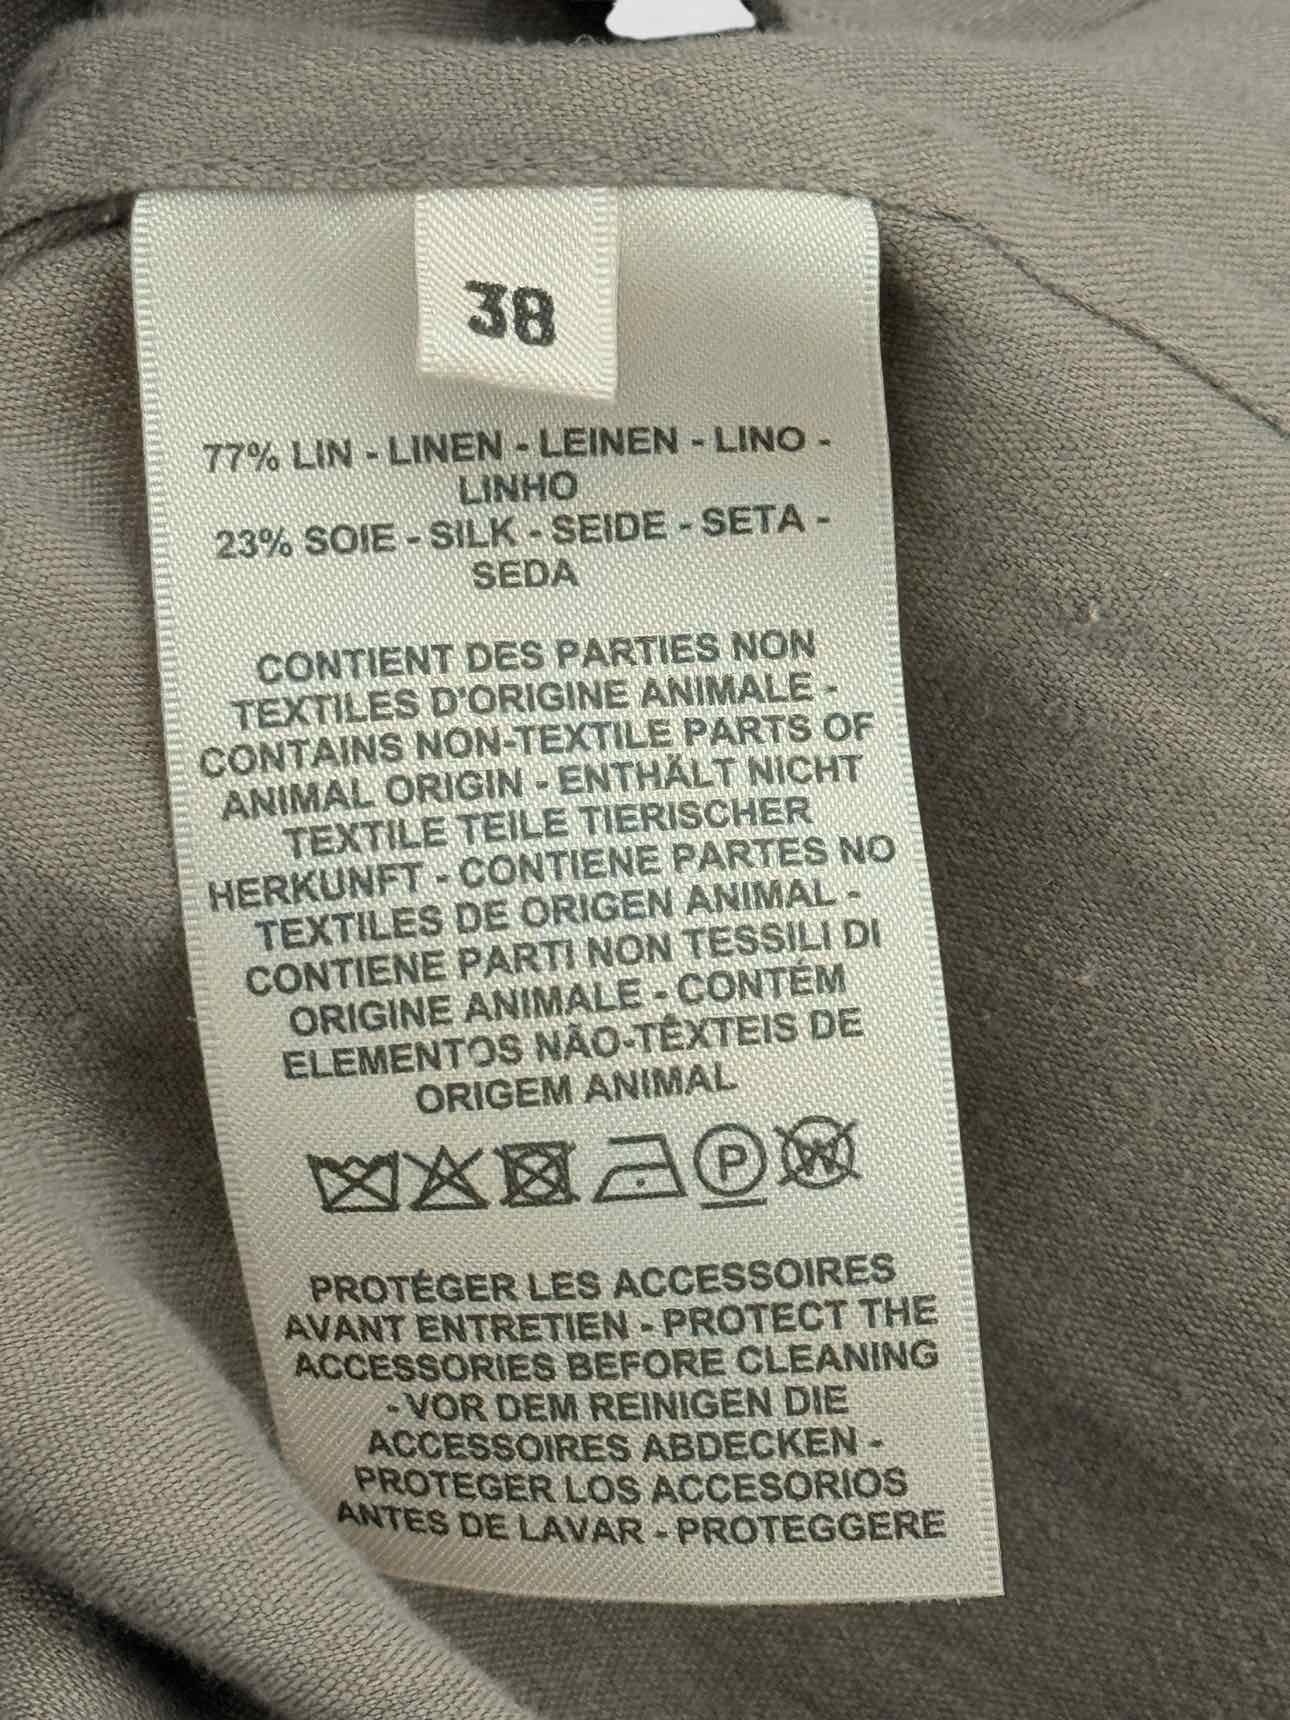 38
77% LIN - LINEN - LEINEN - LINO -
LINHO
23% SOIE - SILK - SEIDE - SETA -
SEDA
CONTIENT DES PARTIES NON
TEXTILES D'ORIGINE ANIMALE -
CONTAINS NON-TEXTILE PARTS OF
ANIMAL ORIGIN - ENTHÄLT NICHT
TEXTILE TEILE TIERISCHER
HERKUNFT - CONTIENE PARTES NO
TEXTILES DE ORIGEN ANIMAL -
CONTIENE PARTI NON TESSILI DI
ORIGINE ANIMALE - CONTÉM
ELEMENTOS NÃO-TÊXTEIS DE
ORIGEM ANIMAL
P W
PROTÉGER LES ACCESSOIRES
AVANT ENTRETIEN - PROTECT THE
ACCESSORIES BEFORE CLEANING
- VOR DEM REINIGEN DIE
ACCESSOIRES ABDECKEN -
PROTEGER LOS ACCESORIOS
ANTES DE LAVAR - PROTEGGERE